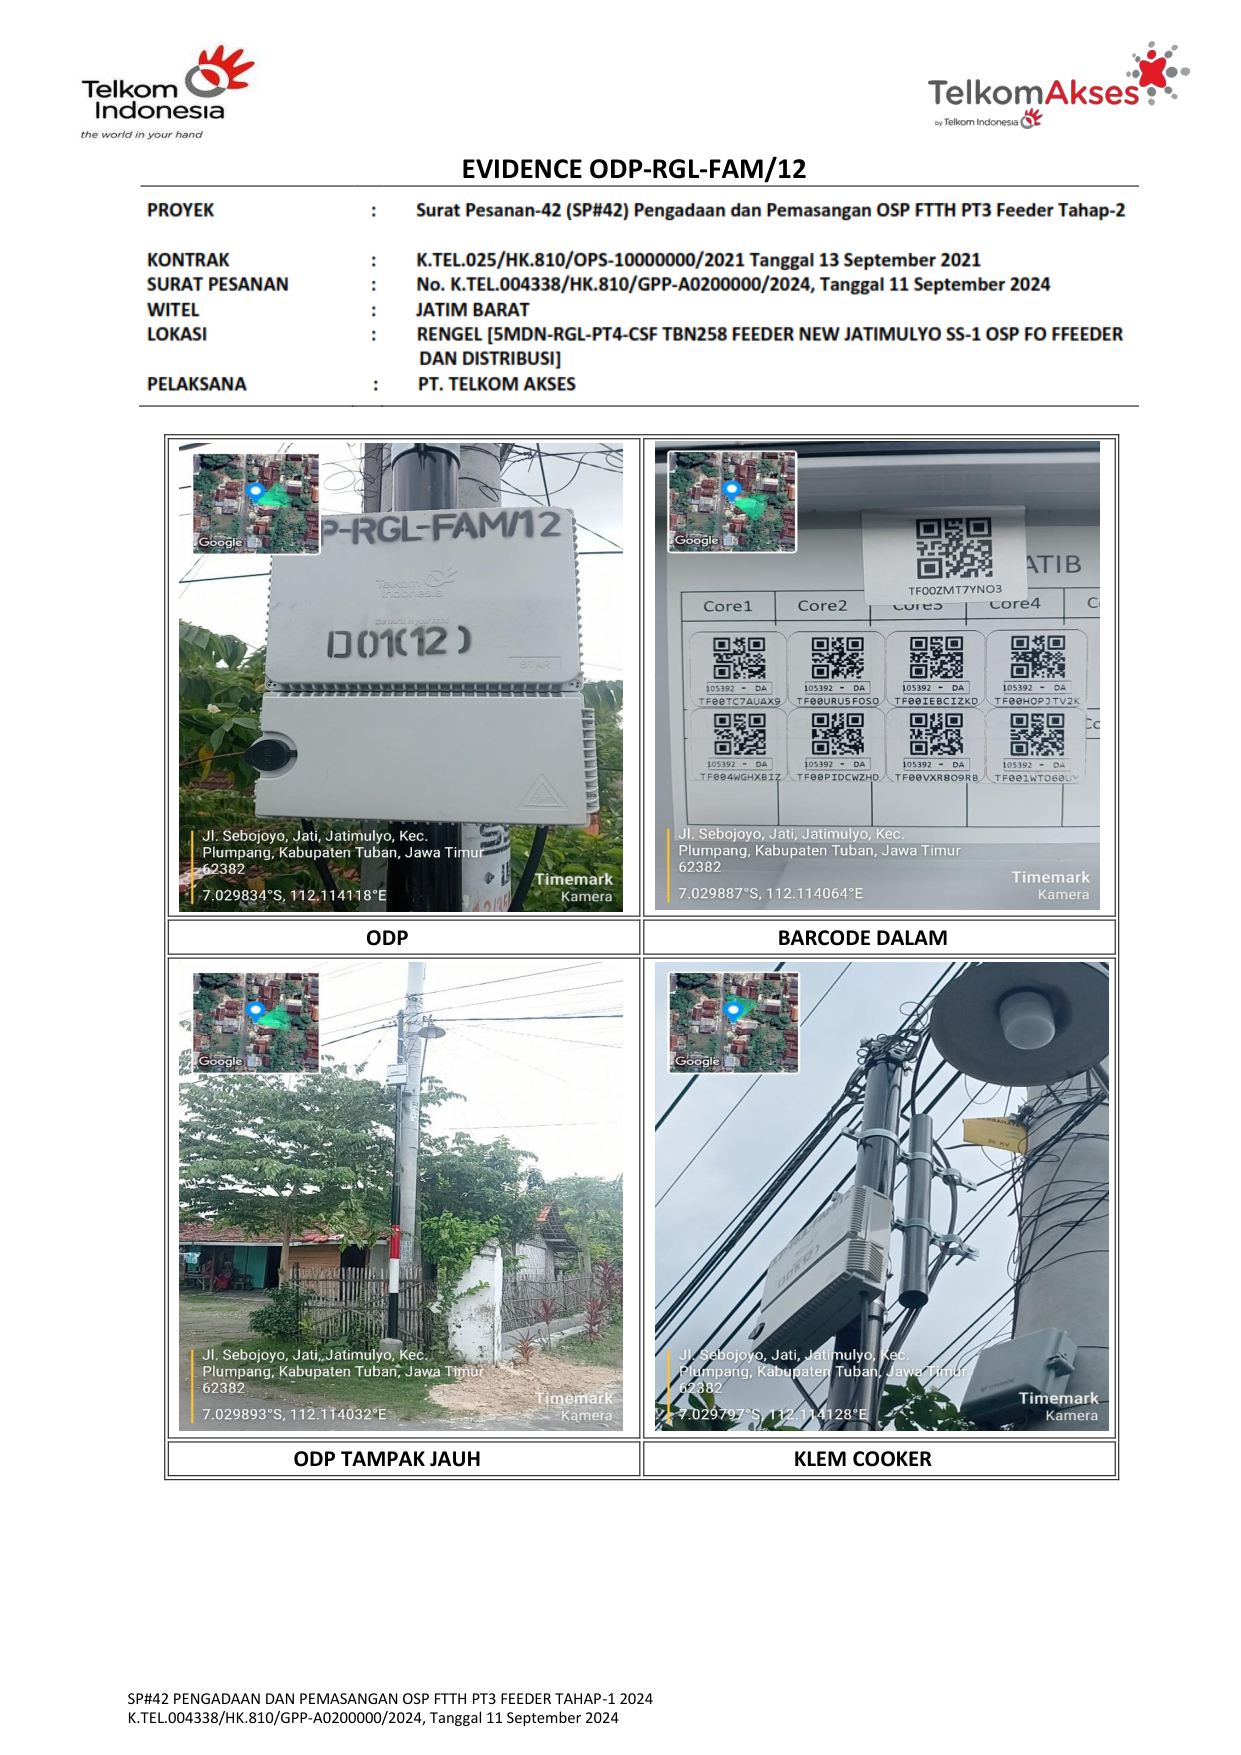 Telkom
Indonesia
the world in your hand
TelkomAkses
by Telkom Indonesia
EVIDENCE ODP-RGL-FAM/12
PROYEK : Surat Pesanan-42 (SP#42) Pengadaan dan Pemasangan OSP FTTH PT3 Feeder Tahap-2
KONTRAK : K.TEL.025/HK.810/OPS-10000000/2021 Tanggal 13 September 2021
SURAT PESANAN : No. K.TEL.004338/HK.810/GPP-A0200000/2024, Tanggal 11 September 2024
WITEL : JATIM BARAT
LOKASI : RENGEL [5MDN-RGL-PT4-CSF TBN258 FEEDER NEW JATIMULYO SS-1 OSP FO FFEEDER
DAN DISTRIBUSI]
PELAKSANA : PT. TELKOM AKSES
Google
P-RGL-FAM/12
Telkom
Indonesia
D01(12)
STAR
Jl. Sebojoyo, Jati, Jatimulyo, Kec.
Plumpang, Kabupaten Tuban, Jawa Timur
62382
7.029834°S, 112.114118°E
Timemark
Kamera
Google
TF00ZMT7YNO3
ATIB
Core1 Core2 Core3 Core4 C
105392 - DA 105392 - DA 105392 - DA 105392 - DA
TF00TC7AUAX9 TF00URU5FOSO TF00IEBCIZKD TF00HOPJTV2K
Co
105392 - DA 105392 - DA 105392 - DA 105392 - DA
TF004WGHXBIZ TF00PIDCWZHD TF00VXR8O9RB
Jl. Sebojoyo, Jati, Jatimulyo, Kec.
Plumpang, Kabupaten Tuban, Jawa Timur
62382
7.029887°S, 112.114064°E
Timemark
Kamera
ODP
BARCODE DALAM
Google
Jl. Sebojoyo, Jati, Jatimulyo, Kec.
Plumpang, Kabupaten Tuban, Jawa Timur
62382
7.029893°S, 112.114032°E
Timemark
Kamera
Google
Jl. Sebojoyo, Jati, Jatimulyo, Kec.
Plumpang, Kabupaten Tuban, Jawa Timur
62382
7.029797°S, 112.114128°E
Timemark
Kamera
ODP TAMPAK JAUH
KLEM COOKER
SP#42 PENGADAAN DAN PEMASANGAN OSP FTTH PT3 FEEDER TAHAP-1 2024
K.TEL.004338/HK.810/GPP-A0200000/2024, Tanggal 11 September 2024